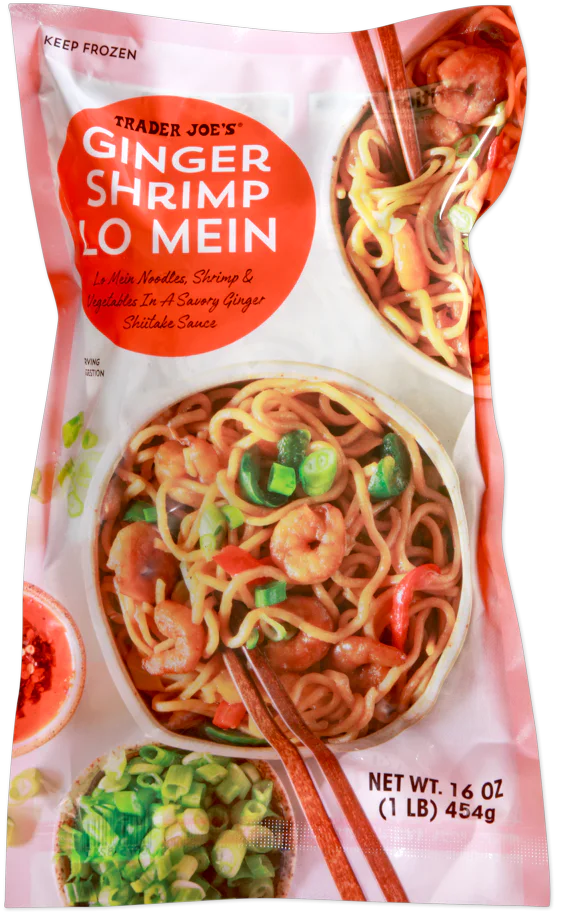 KEEP FROZEN
TRADER JOE'S®
GINGER
SHRIMP
LO MEIN
Lo Mein Noodles, Shrimp &
Vegetables In A Savory Ginger
Shiitake Sauce
NET WT. 16 OZ
(1 LB) 454g